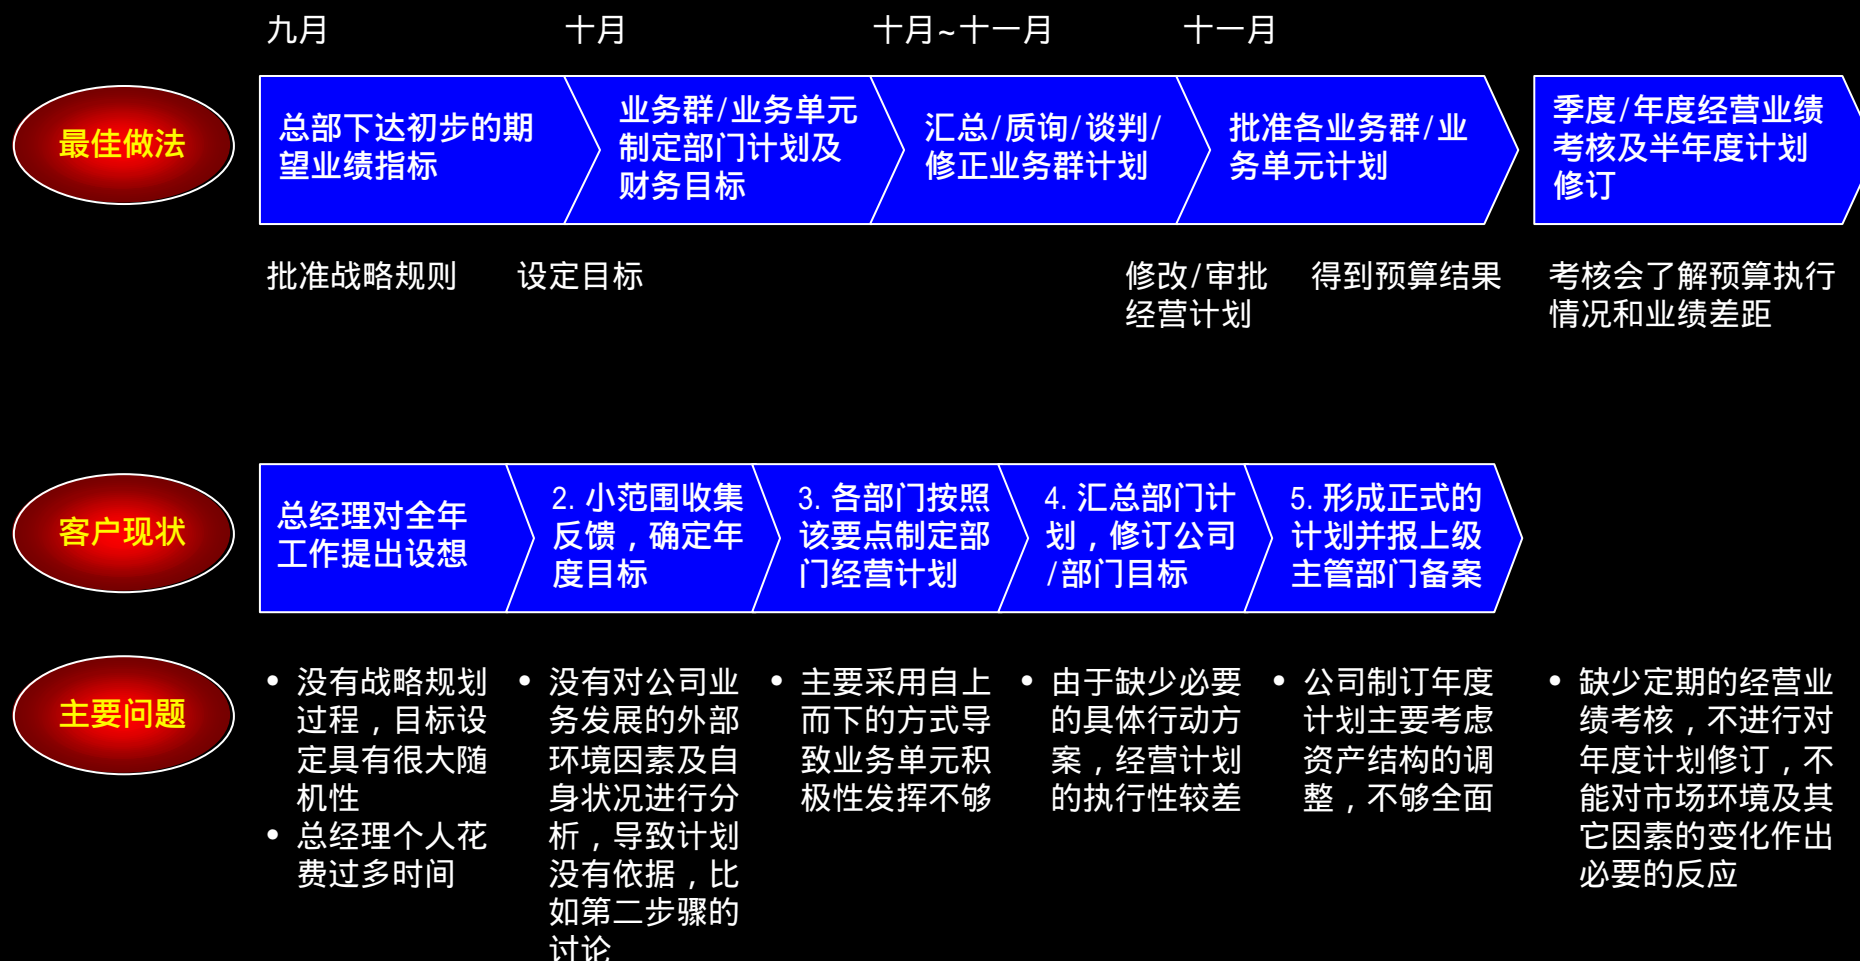 九月
十月
十月~十一月
十一月
最佳做法
总部下达初步的期
望业绩指标
业务群/业务单元
制定部门计划及
财务目标
汇总/质询/谈判/
修正业务群计划
批准各业务群/业
务单元计划
季度/年度经营业绩
考核及半年度计划
修订
批准战略规则
设定目标
修改/审批
经营计划
得到预算结果
考核会了解预算执行
情况和业绩差距
客户现状
总经理对全年
工作提出设想
2. 小范围收集
反馈，确定年
度目标
3. 各部门按照
该要点制定部
门经营计划
4. 汇总部门计
划，修订公司
/部门目标
5. 形成正式的
计划并报上级
主管部门备案
主要问题
• 没有战略规划
过程，目标设
定具有很大随
机性
• 总经理个人花
费过多时间
• 没有对公司业
务发展的外部
环境因素及自
身状况进行分
析，导致计划
没有依据，比
如第二步骤的
讨论
• 主要采用自上
而下的方式导
致业务单元积
极性发挥不够
• 由于缺少必要
的具体行动方
案，经营计划
的执行性较差
• 公司制订年度
计划主要考虑
资产结构的调
整，不够全面
• 缺少定期的经营业
绩考核，不进行对
年度计划修订，不
能对市场环境及其
它因素的变化作出
必要的反应